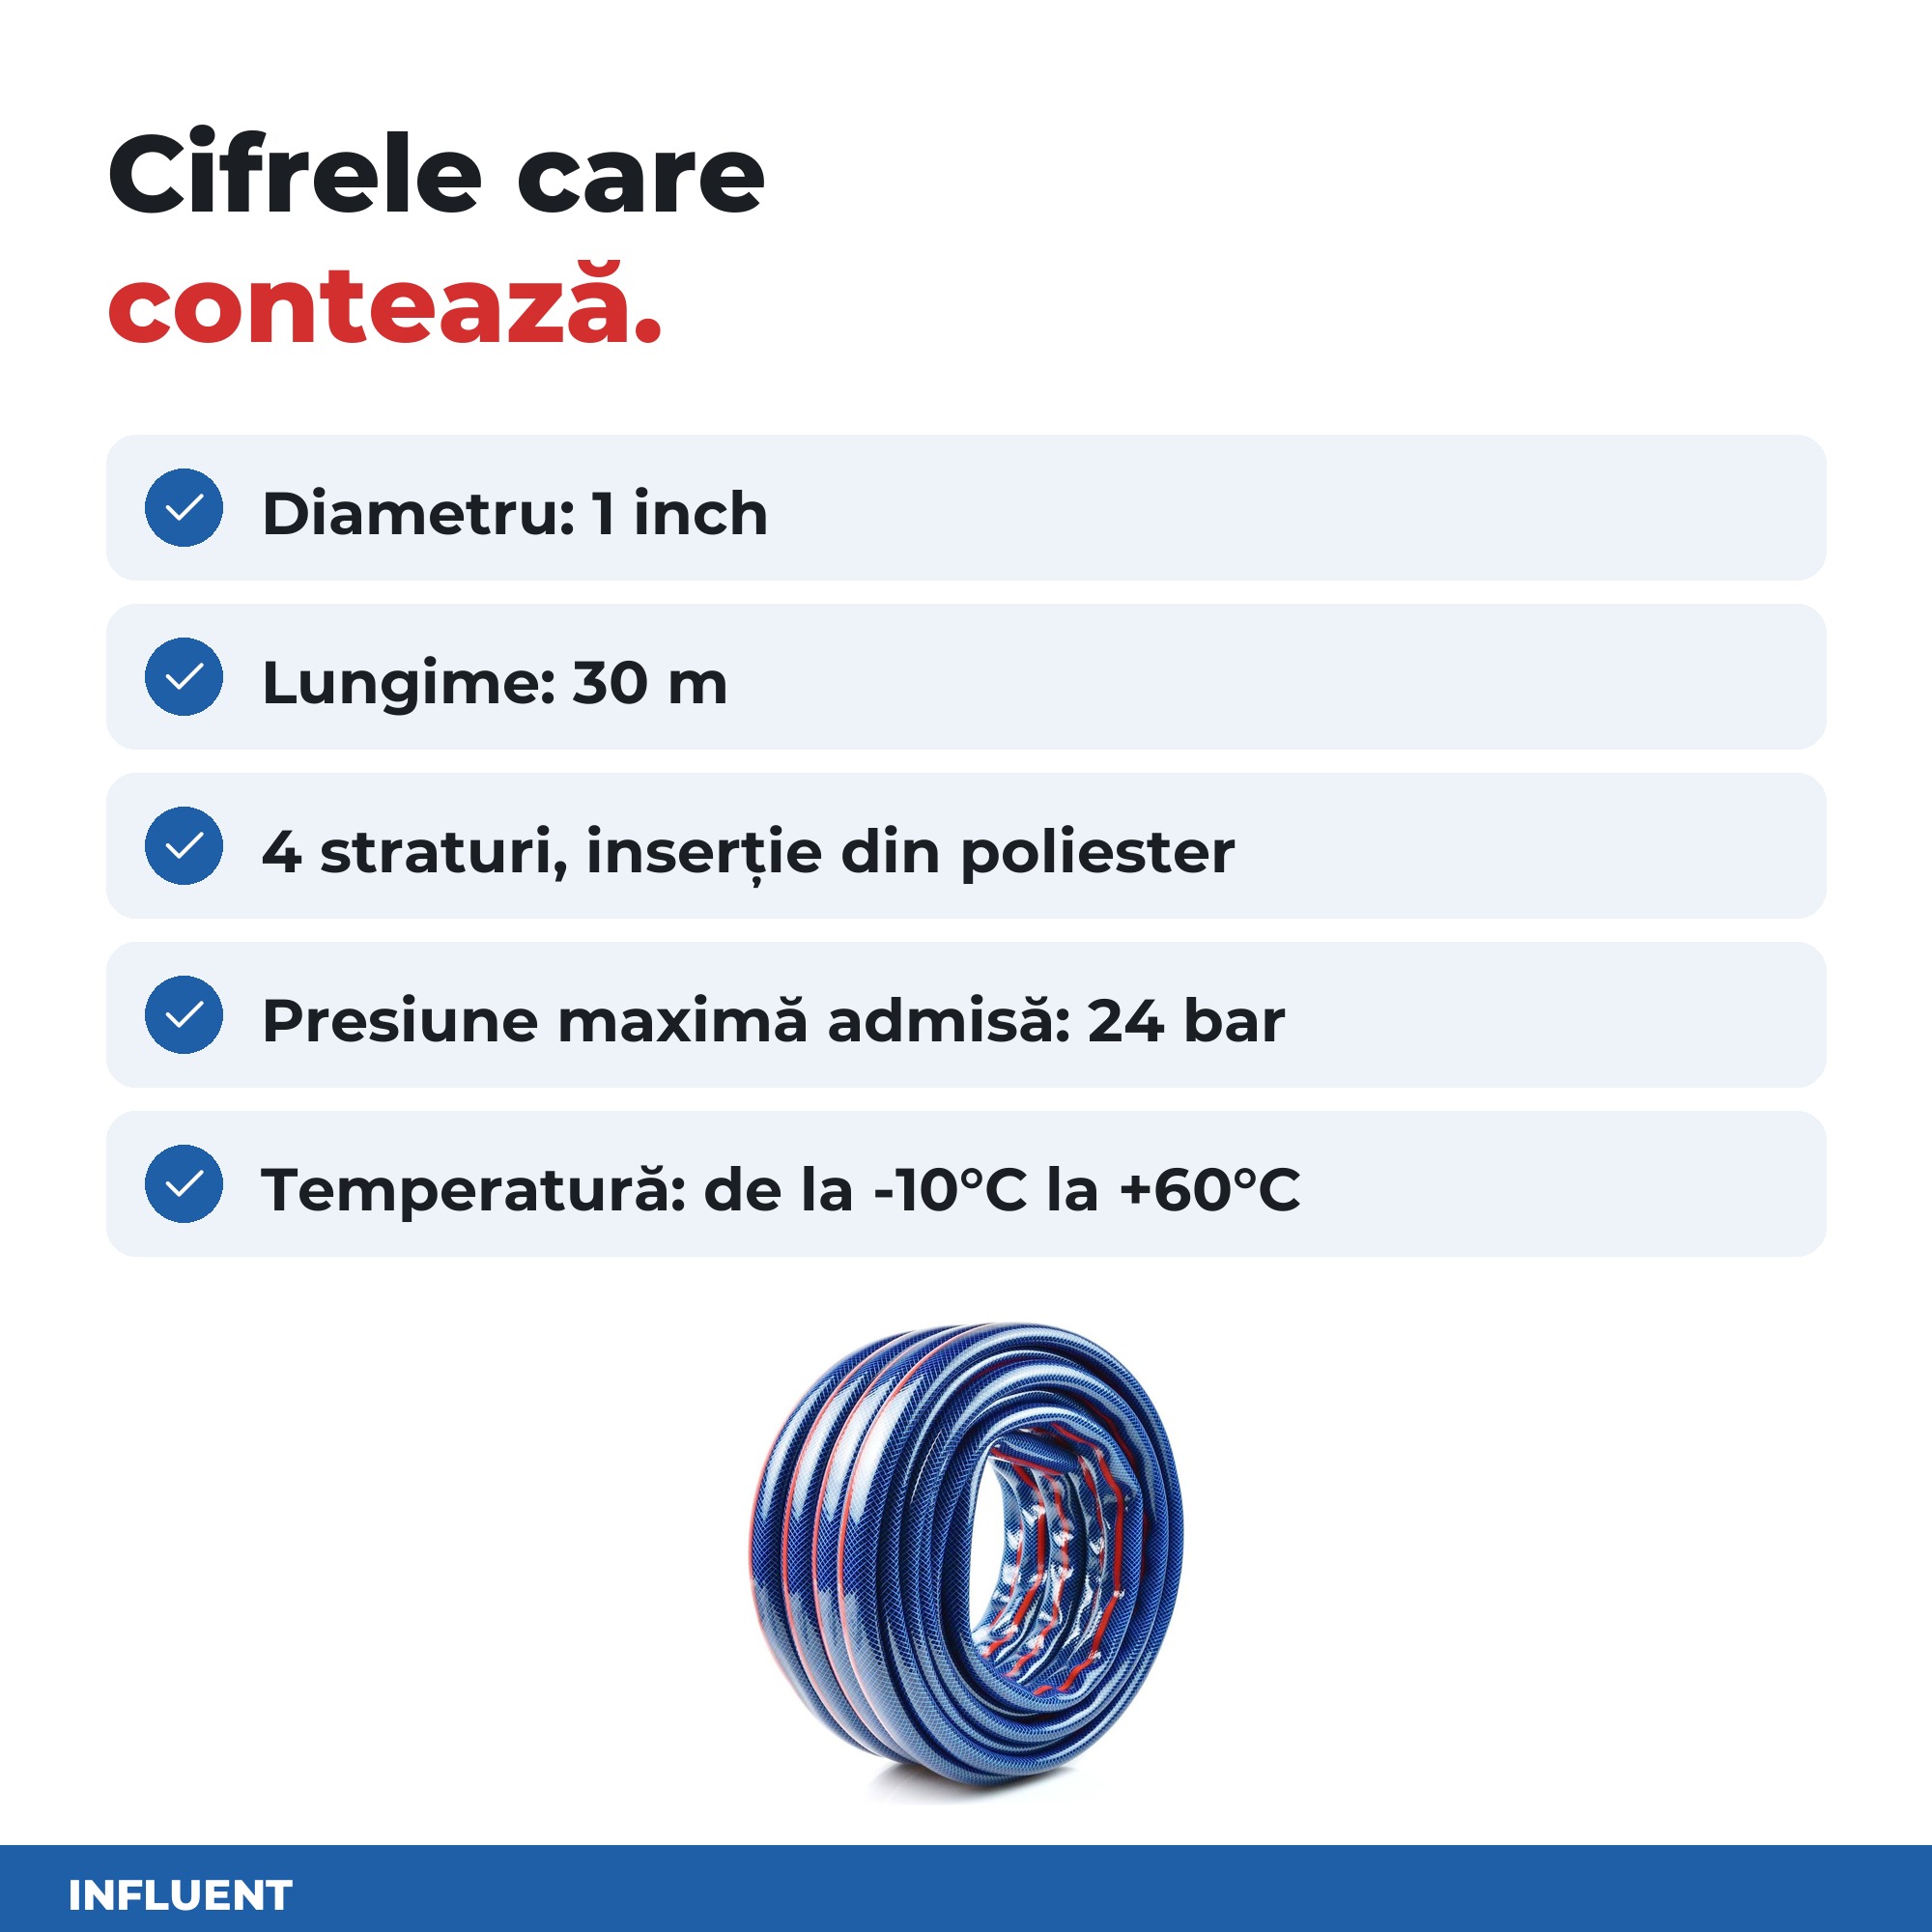 Cifrele care
contează.
Diametru: 1 inch
Lungime: 30 m
4 straturi, inserție din poliester
Presiune maximă admisă: 24 bar
Temperatură: de la -10°C la +60°C
INFLUENT